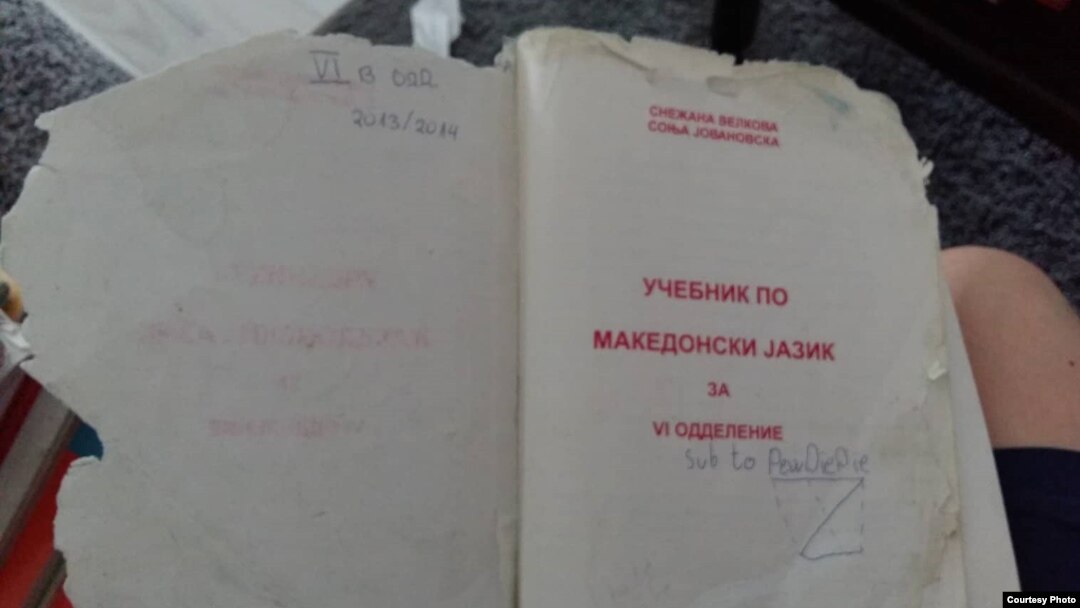 VI В одд
2013/2014
СНЕЖАНА ВЕЛКОВА
СОЊА ЈОВАНОВСКА
УЧЕБНИК ПО
МАКЕДОНСКИ ЈАЗИК
ЗА
VI ОДДЕЛЕНИЕ
Sub to PewDiePie
Courtesy Photo